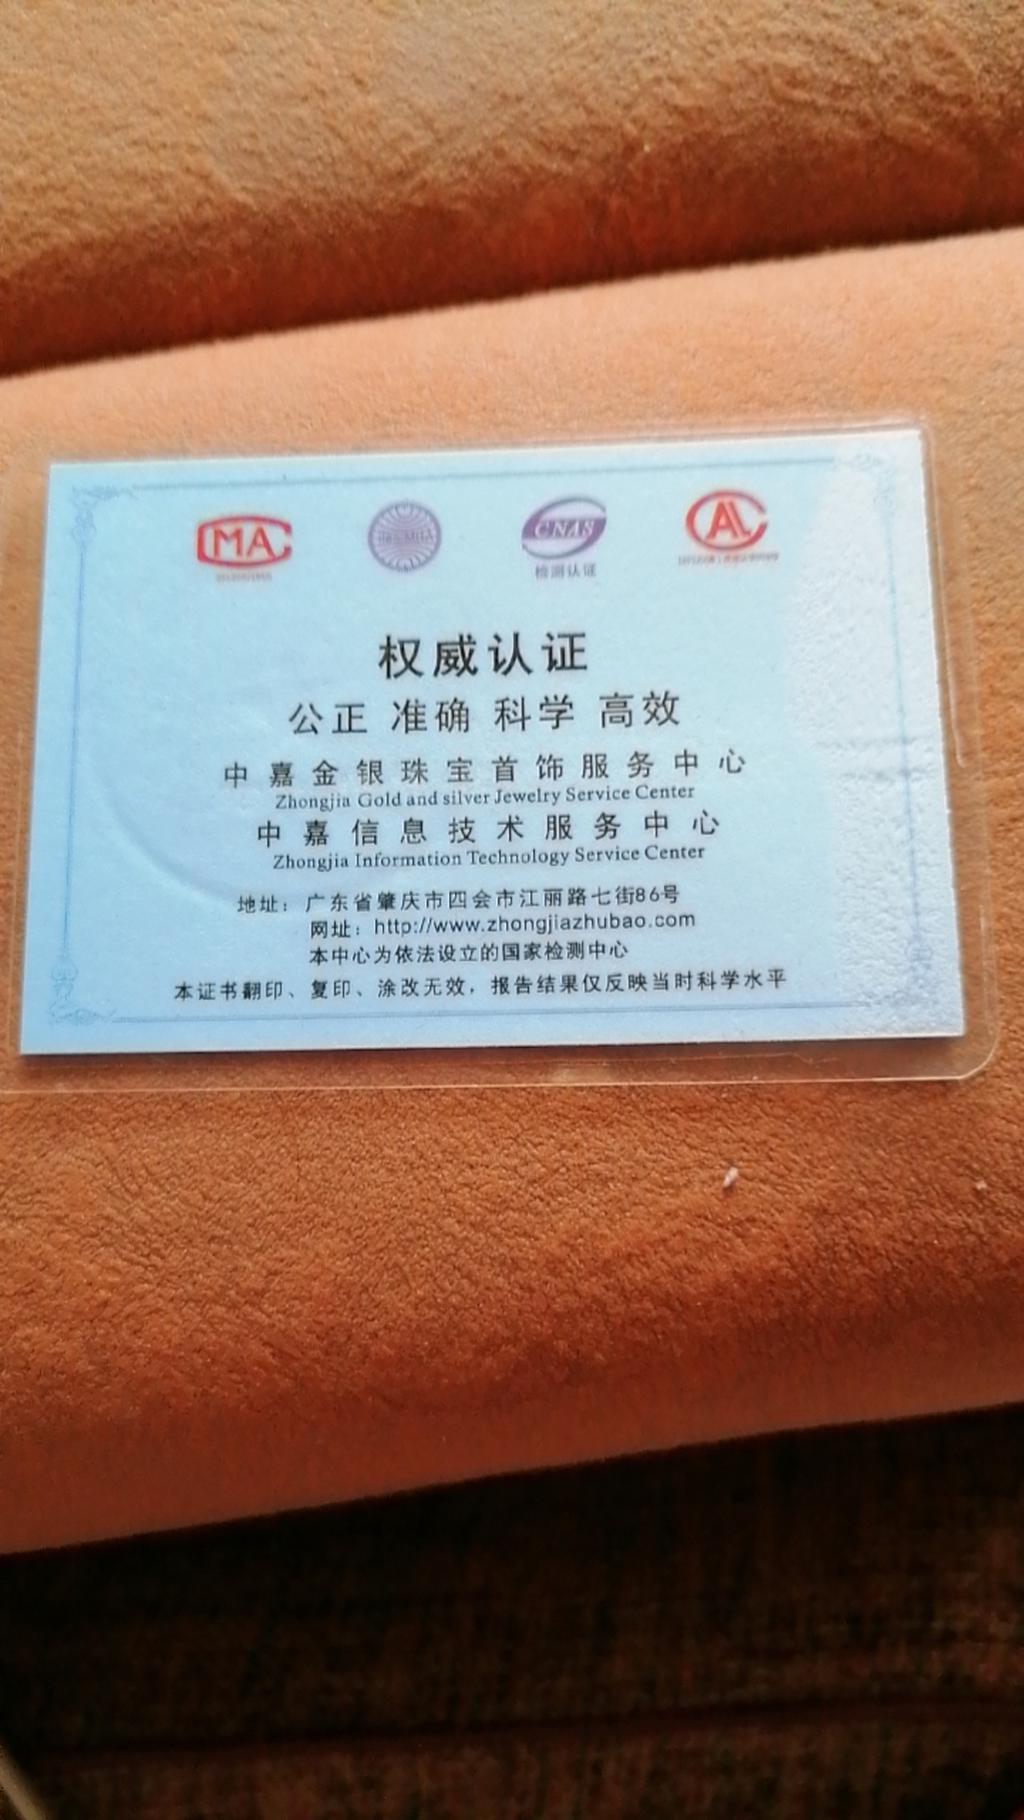 CMA
CNAS
检测认证
CAL
权威认证
公正 准确 科学 高效
中嘉金银珠宝首饰服务中心
Zhongjia Gold and silver Jewelry Service Center
中嘉信息技术服务中心
Zhongjia Information Technology Service Center
地址：广东省肇庆市四会市江丽路七街86号
网址：http://www.zhongjiazhubao.com
本中心为依法设立的国家检测中心
本证书翻印、复印、涂改无效，报告结果仅反映当时科学水平